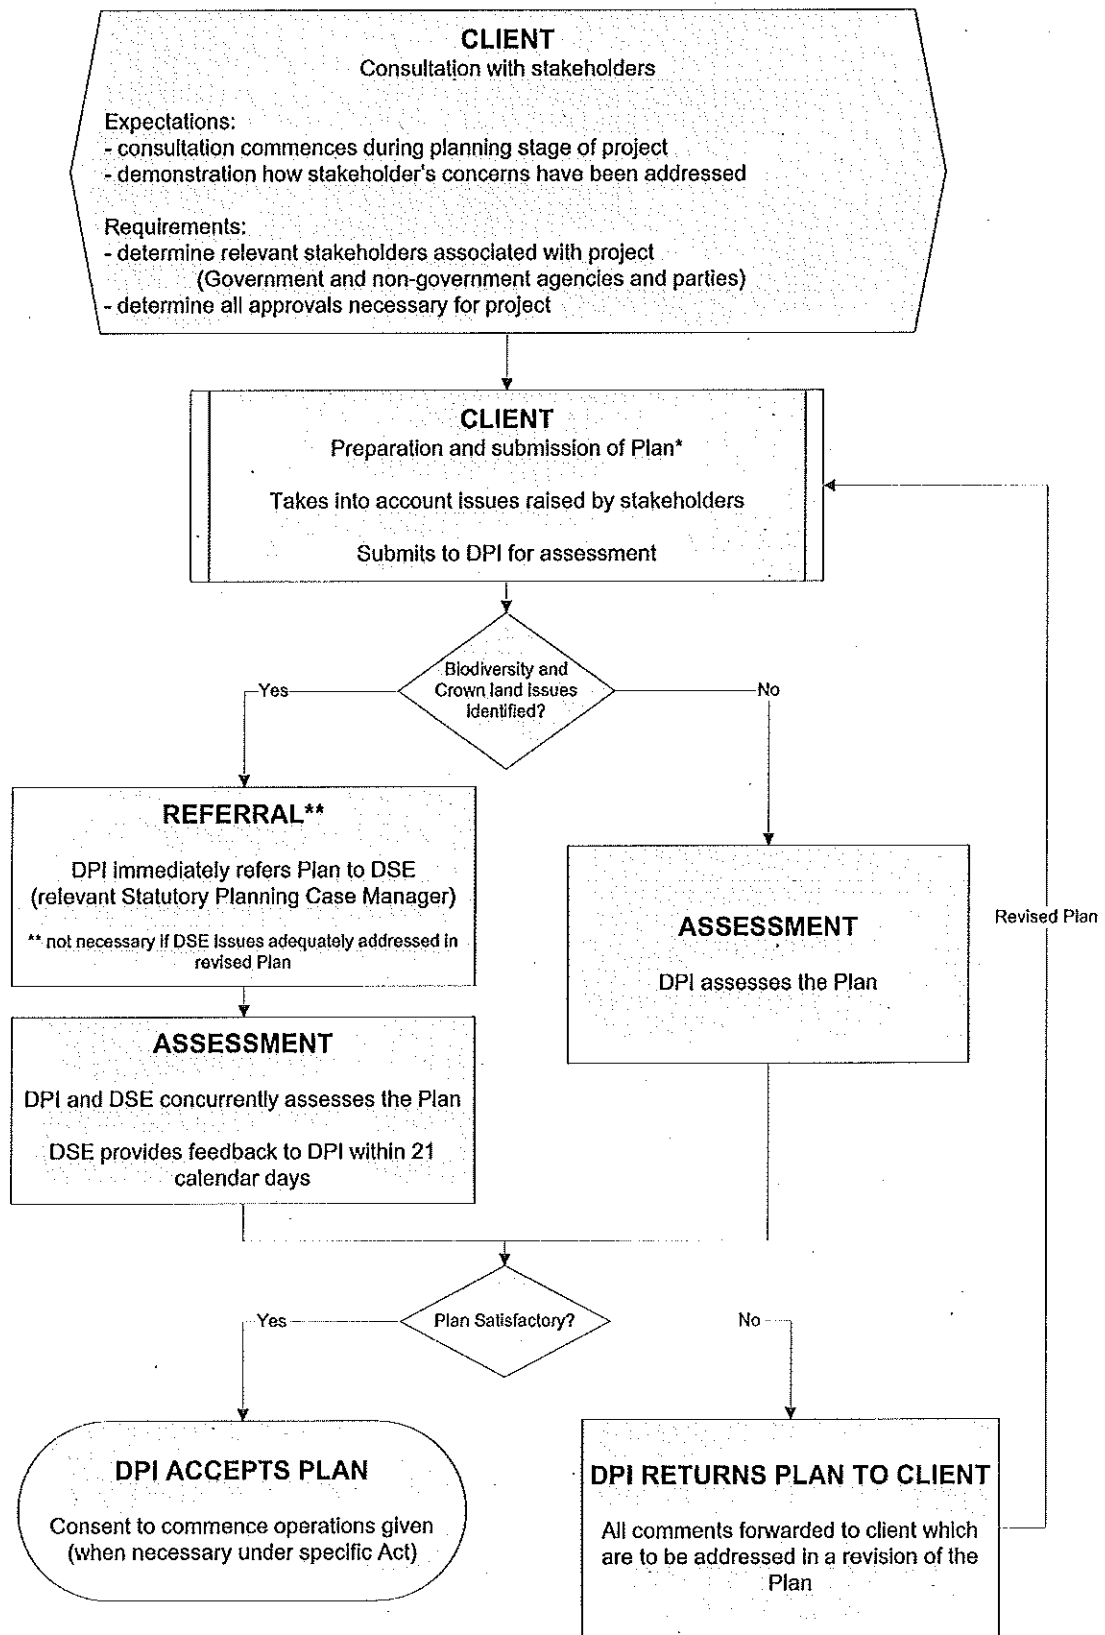 CLIENT
Consultation with stakeholders
Expectations:
- consultation commences during planning stage of project
- demonstration how stakeholder's concerns have been addressed
Requirements:
- determine relevant stakeholders associated with project
(Government and non-government agencies and parties)
- determine all approvals necessary for project
CLIENT
Preparation and submission of Plan*
Takes into account issues raised by stakeholders
Submits to DPI for assessment
Biodiversity and
Crown land issues
identified?
Yes
No
REFERRAL**
DPI immediately refers Plan to DSE
(relevant Statutory Planning Case Manager)
** not necessary if DSE issues adequately addressed in
revised Plan
ASSESSMENT
DPI assesses the Plan
Revised Plan
ASSESSMENT
DPI and DSE concurrently assesses the Plan
DSE provides feedback to DPI within 21
calendar days
Plan Satisfactory?
Yes
No
DPI ACCEPTS PLAN
Consent to commence operations given
(when necessary under specific Act)
DPI RETURNS PLAN TO CLIENT
All comments forwarded to client which
are to be addressed in a revision of the
Plan